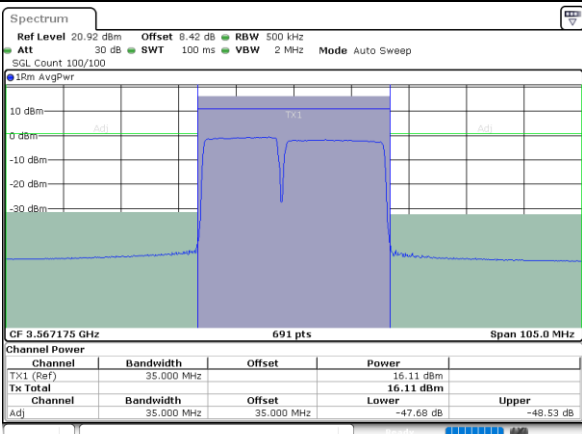 Spectrum
Ref Level 20.92 dBm Offset 8.42 dB RBW 500 kHz
Att 30 dB SWT 100 ms VBW 2 MHz Mode Auto Sweep
SGL Count 100/100
1Rm AvgPwr
10 dBm
TX1
Adj Adj
0 dBm
-10 dBm
-20 dBm
-30 dBm
CF 3.567175 GHz 691 pts Span 105.0 MHz
Channel Power
Channel Bandwidth Offset Power
TX1 (Ref) 35.000 MHz 16.11 dBm
Tx Total 16.11 dBm
Channel Bandwidth Offset Lower Upper
Adj 35.000 MHz 35.000 MHz -47.68 dB -48.53 dB